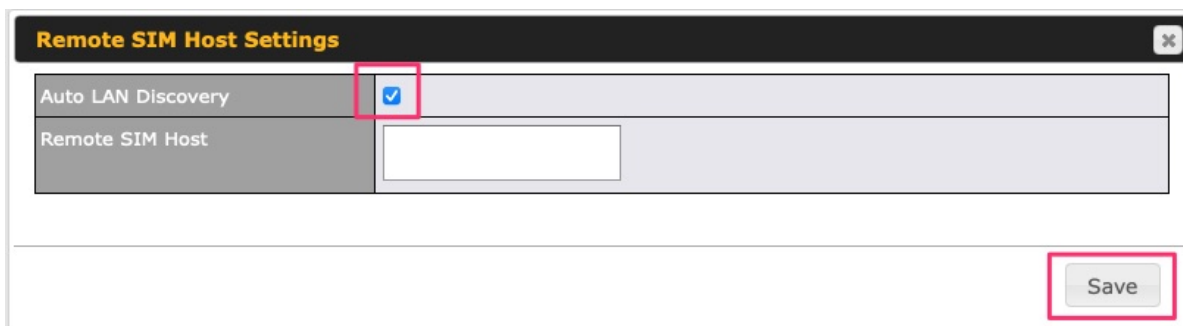 Remote SIM Host Settings
Auto LAN Discovery
Remote SIM Host
Save